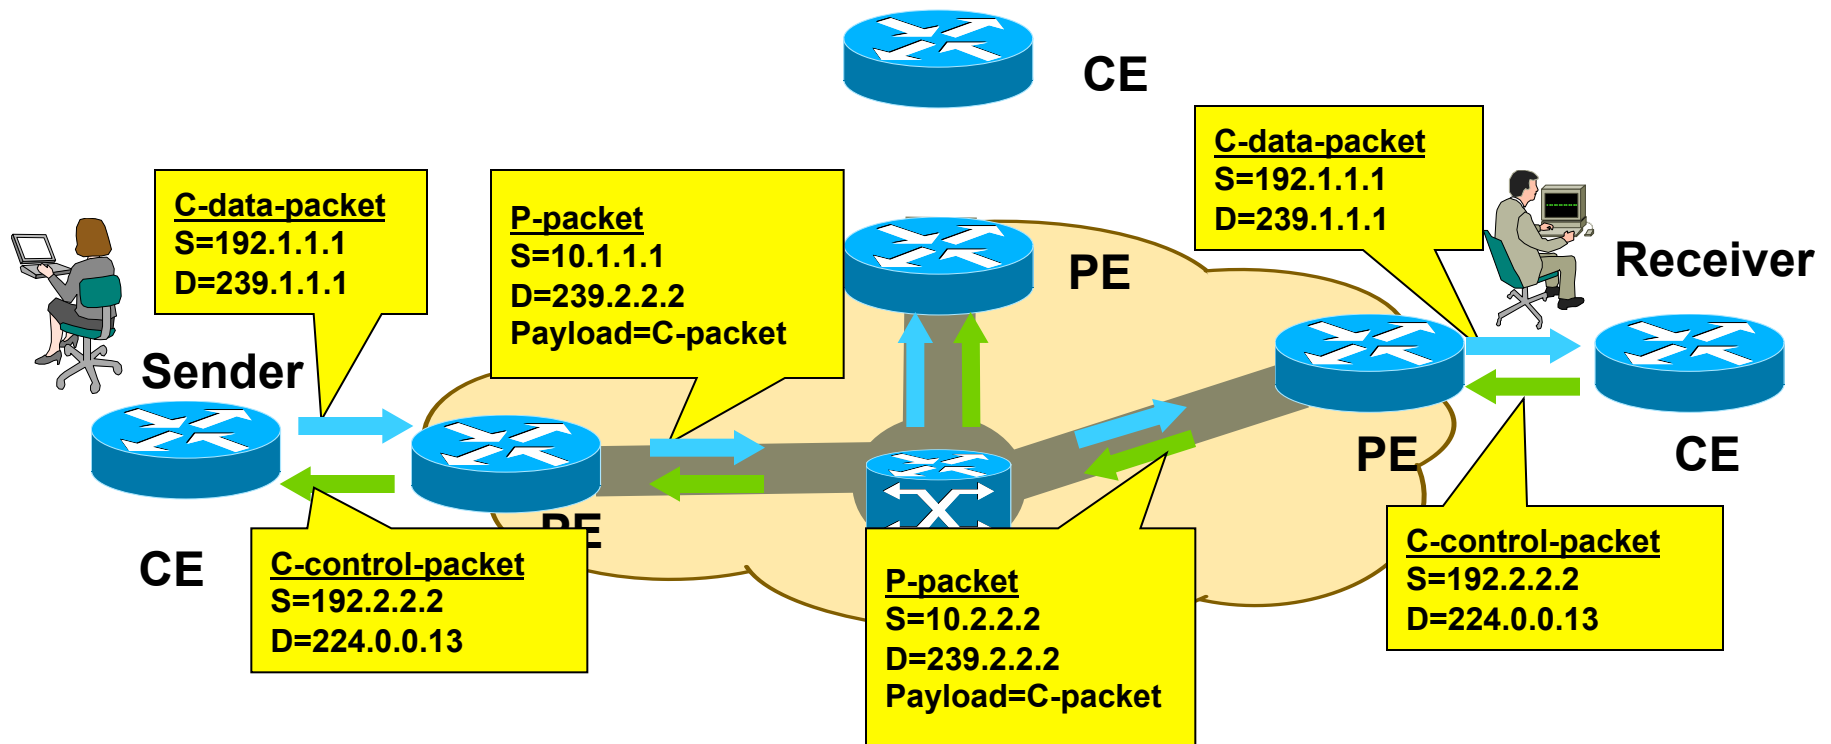 CE
C-data-packet
S=192.1.1.1
D=239.1.1.1
C-data-packet
S=192.1.1.1
D=239.1.1.1
P-packet
S=10.1.1.1
D=239.2.2.2
Payload=C-packet
PE
Receiver
Sender
PE
CE
PE
CE
C-control-packet
S=192.2.2.2
D=224.0.0.13
P-packet
S=10.2.2.2
D=239.2.2.2
Payload=C-packet
C-control-packet
S=192.2.2.2
D=224.0.0.13